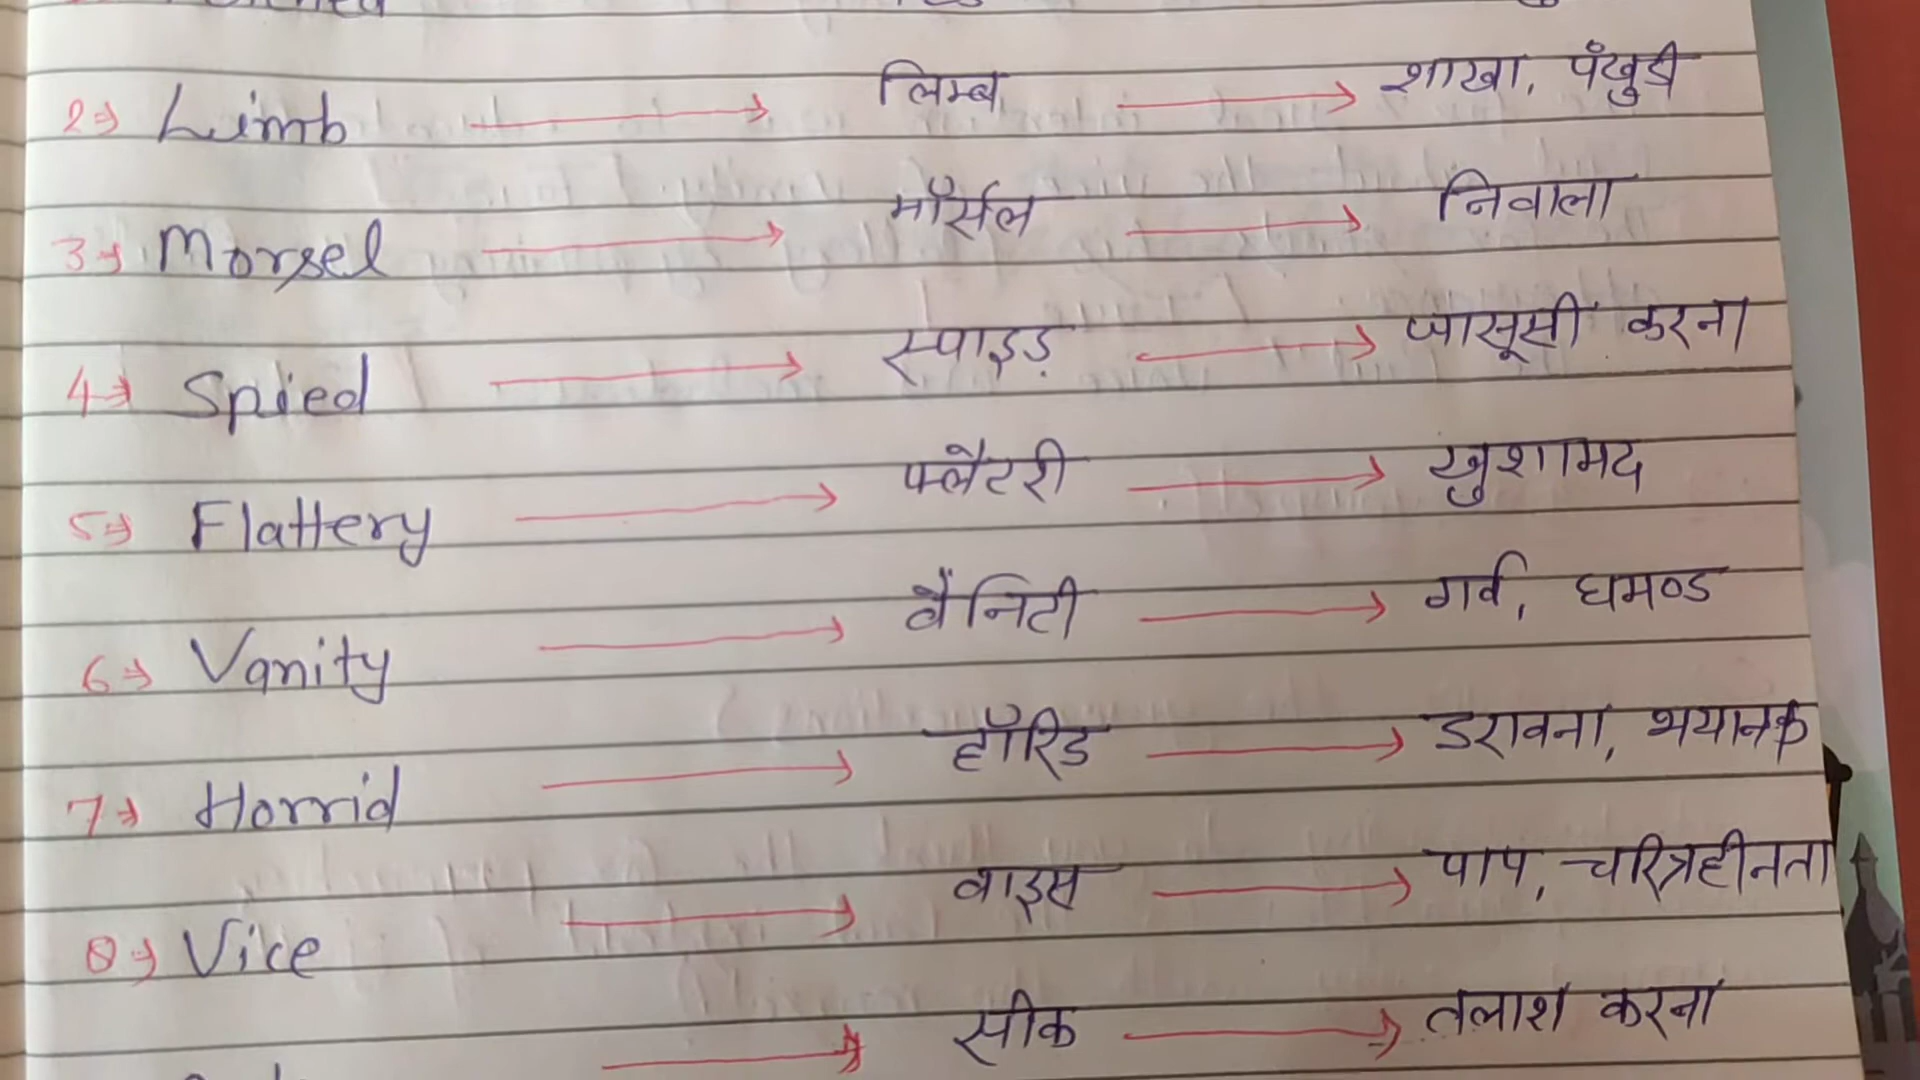 2⇒ Limb → लिम्ब → शाखा, पंखुडी
3⇒ Morsel → मॉर्सल → निवाला
4⇒ Spied → स्पाइड़ → जासूसी करना
5⇒ Flattery → फ्लैटरी → खुशामद
6⇒ Vanity → वैनिटी → गर्व, घमण्ड
7⇒ Horrid → हॉरिड → डरावना, भयानक
8⇒ Vice → वाइस → पाप, चरित्रहीनता
→ सीक → तलाश करना